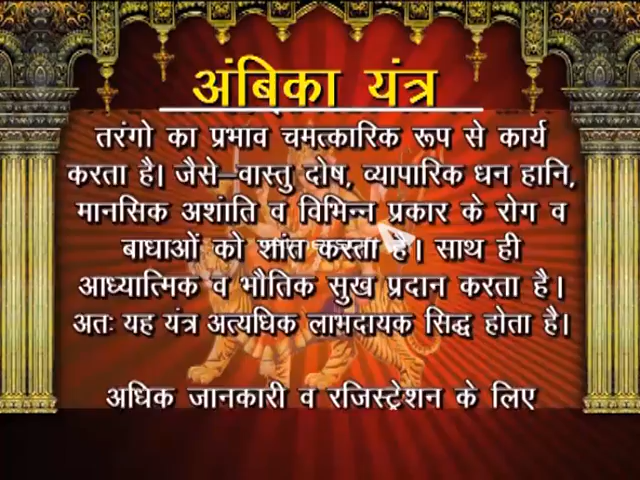 अंबिका यंत्र
तरंगो का प्रभाव चमत्कारिक रूप से कार्य
करता है। जैसे–वास्तु दोष, व्यापारिक धन हानि,
मानसिक अशांति व विभिन्न प्रकार के रोग व
बाधाओं को शांत करता है। साथ ही
आध्यात्मिक व भौतिक सुख प्रदान करता है।
अतः यह यंत्र अत्यधिक लाभदायक सिद्ध होता है।
अधिक जानकारी व रजिस्ट्रेशन के लिए